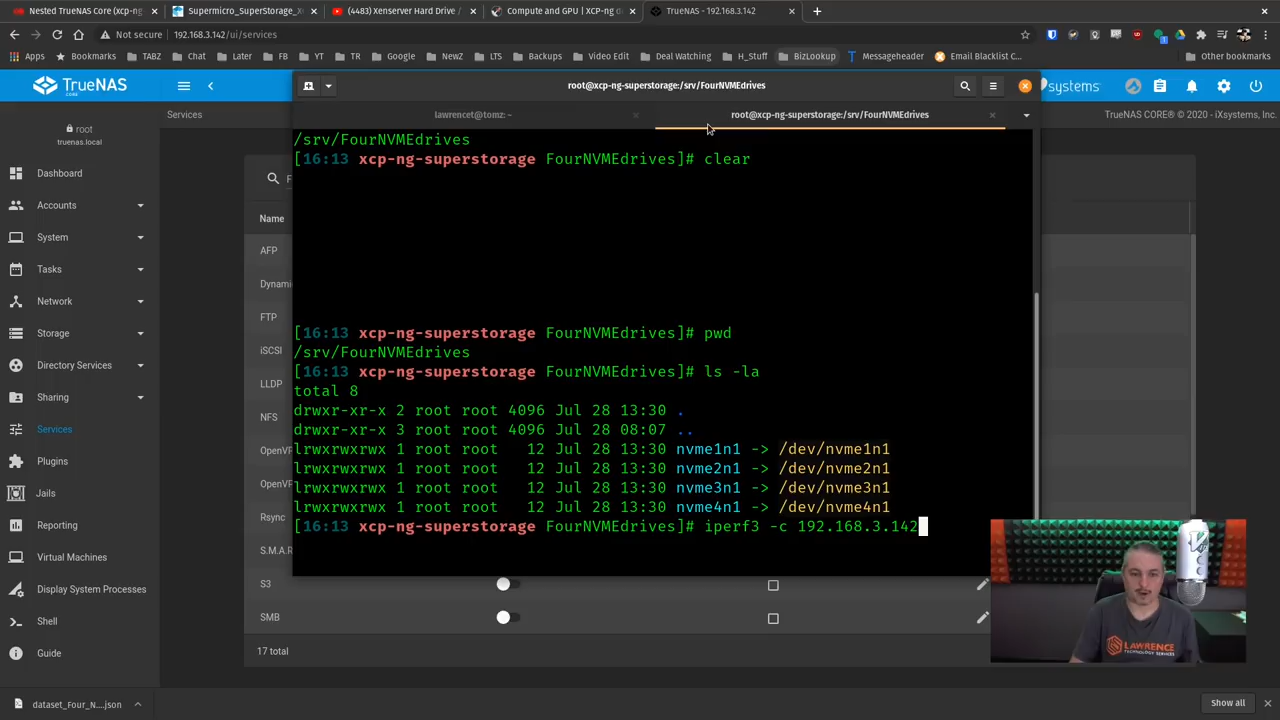 Nested TrueNAS Core (xcp-ng
Supermicro_SuperStorage_X
(4483) Xenserver Hard Drive /
Compute and GPU | XCP-ng d
TrueNAS - 192.168.3.142
Not secure | 192.168.3.142/ui/services
Apps
Bookmarks
TABZ
Chat
Later
FB
YT
TR
Google
NewZ
LTS
Backups
Video Edit
Deal Watching
H_Stuff
BizLookup
Messageheader
Email Blacklist C...
Other bookmarks
TrueNAS
CORE
root@xcp-ng-superstorage:/srv/FourNVMEdrives
systems
root
truenas.local
Services
lawrencet@tomz: ~
root@xcp-ng-superstorage:/srv/FourNVMEdrives
TrueNAS CORE® © 2020 - iXsystems, Inc.
Dashboard
Accounts
System
Tasks
Network
Storage
Directory Services
Sharing
Services
Plugins
Jails
Reporting
Virtual Machines
Display System Processes
Shell
Guide
Name
AFP
Dynamic
FTP
iSCSI
LLDP
NFS
OpenVP
OpenVP
Rsync
S.M.A.R
S3
SMB
17 total
/srv/FourNVMEdrives
[16:13 xcp-ng-superstorage FourNVMEdrives]# clear
[16:13 xcp-ng-superstorage FourNVMEdrives]# pwd
/srv/FourNVMEdrives
[16:13 xcp-ng-superstorage FourNVMEdrives]# ls -la
total 8
drwxr-xr-x 2 root root 4096 Jul 28 13:30 .
drwxr-xr-x 3 root root 4096 Jul 28 08:07 ..
lrwxrwxrwx 1 root root   12 Jul 28 13:30 nvme1n1 -> /dev/nvme1n1
lrwxrwxrwx 1 root root   12 Jul 28 13:30 nvme2n1 -> /dev/nvme2n1
lrwxrwxrwx 1 root root   12 Jul 28 13:30 nvme3n1 -> /dev/nvme3n1
lrwxrwxrwx 1 root root   12 Jul 28 13:30 nvme4n1 -> /dev/nvme4n1
[16:13 xcp-ng-superstorage FourNVMEdrives]# iperf3 -c 192.168.3.142
LAWRENCE
TECHNOLOGY SERVICES
dataset_Four_N....json
Show all